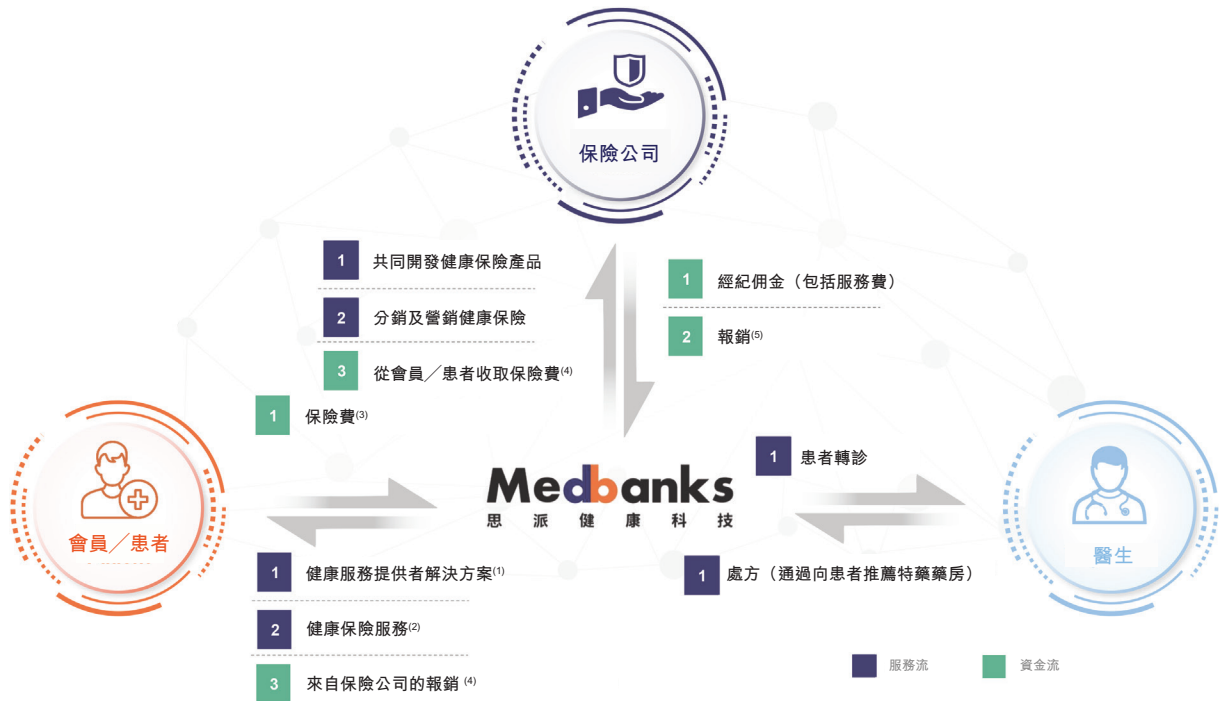 保險公司
1 共同開發健康保險產品
2 分銷及營銷健康保險
3 從會員／患者收取保險費(4)
1 經紀佣金（包括服務費）
2 報銷(5)
1 保險費(3)
會員／患者
Medbanks
思派健康科技
1 患者轉診
醫生
1 健康服務提供者解決方案(1)
2 健康保險服務(2)
3 來自保險公司的報銷 (4)
1 處方（通過向患者推薦特藥藥房）
服務流
資金流